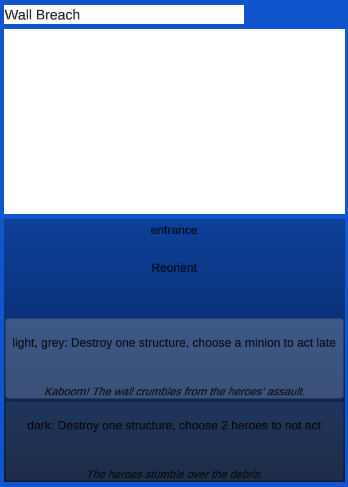 Wall Breach
entrance
Reorient
light, grey: Destroy one structure, choose a minion to act late
Kaboom! The wall crumbles from the heroes' assault.
dark: Destroy one structure, choose 2 heroes to not act
The heroes stumble over the debris.